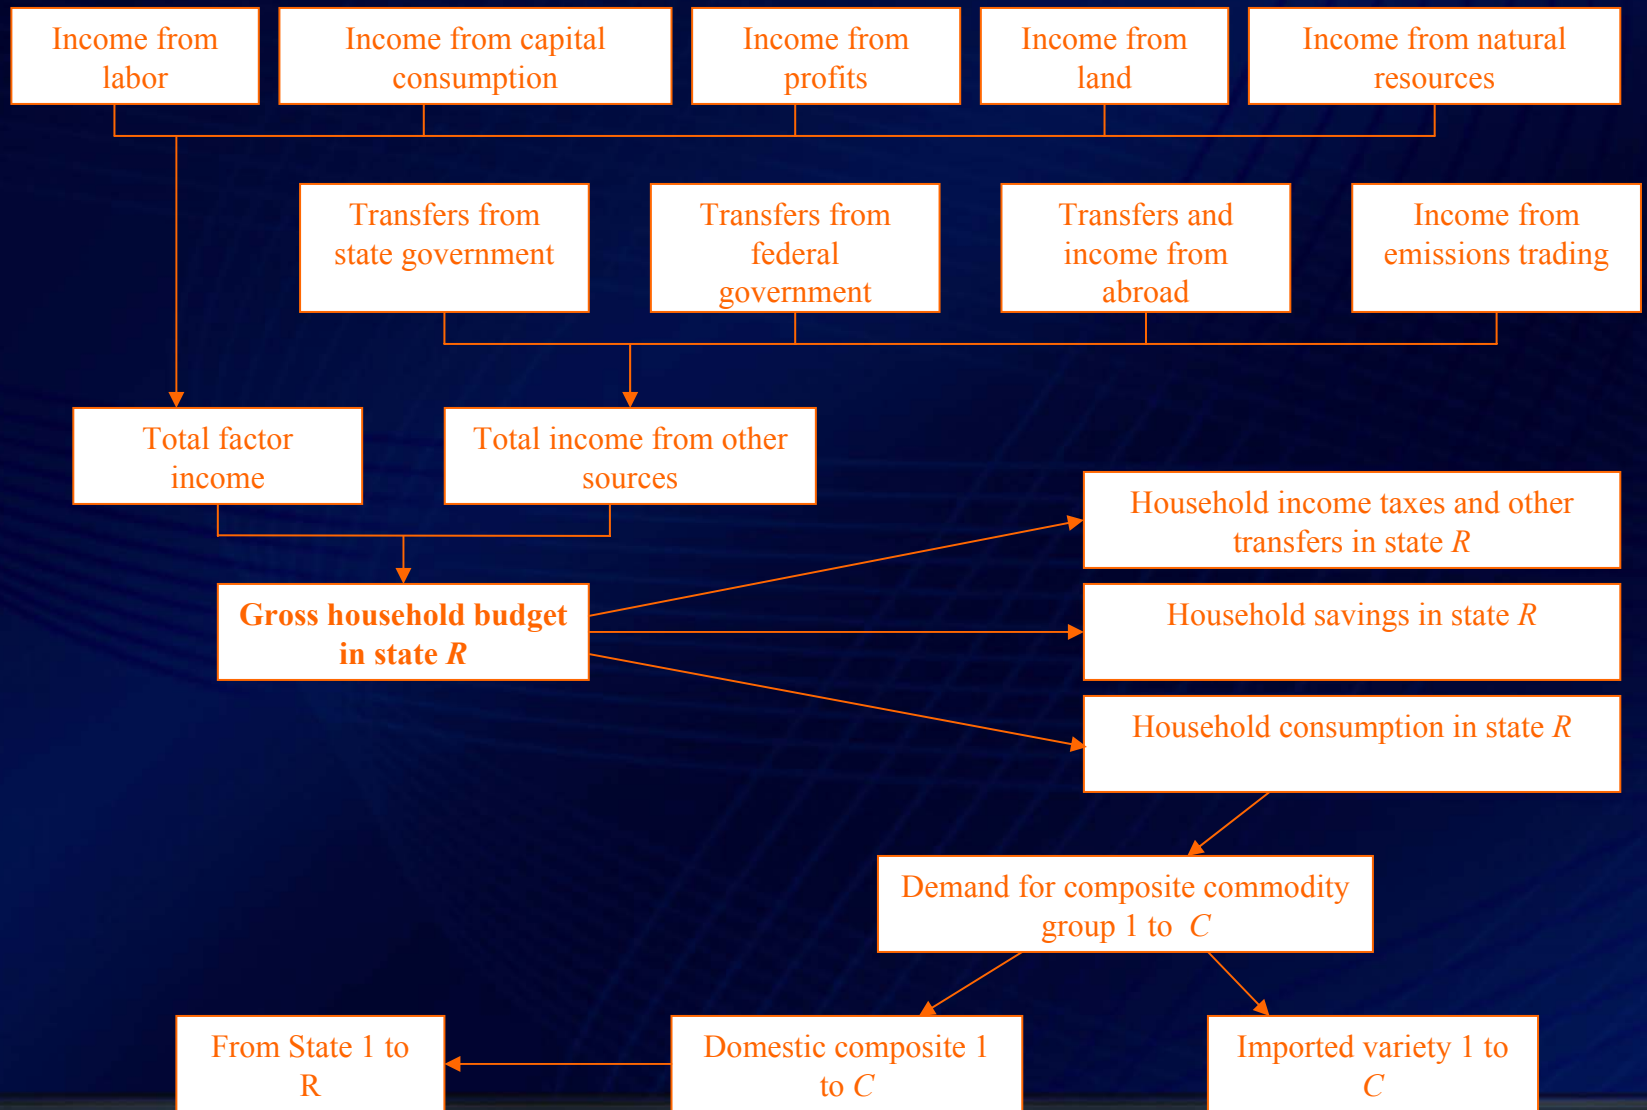 Income from
labor
Income from capital
consumption
Income from
profits
Income from
land
Income from natural
resources
Transfers from
state government
Transfers from
federal
government
Transfers and
income from
abroad
Income from
emissions trading
Total factor
income
Total income from other
sources
Household income taxes and other
transfers in state R
Gross household budget
in state R
Household savings in state R
Household consumption in state R
Demand for composite commodity
group 1 to C
From State 1 to
R
Domestic composite 1
to C
Imported variety 1 to
C